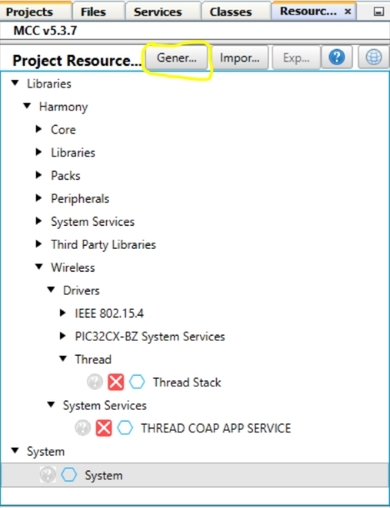 Projects Files Services Classes Resourc... ×
MCC v5.3.7
Project Resource... Gener... Impor... Exp... ?
Libraries
Harmony
Core
Libraries
Packs
Peripherals
System Services
Third Party Libraries
Wireless
Drivers
IEEE 802.15.4
PIC32CX-BZ System Services
Thread
? Thread Stack
System Services
? THREAD COAP APP SERVICE
System
? System